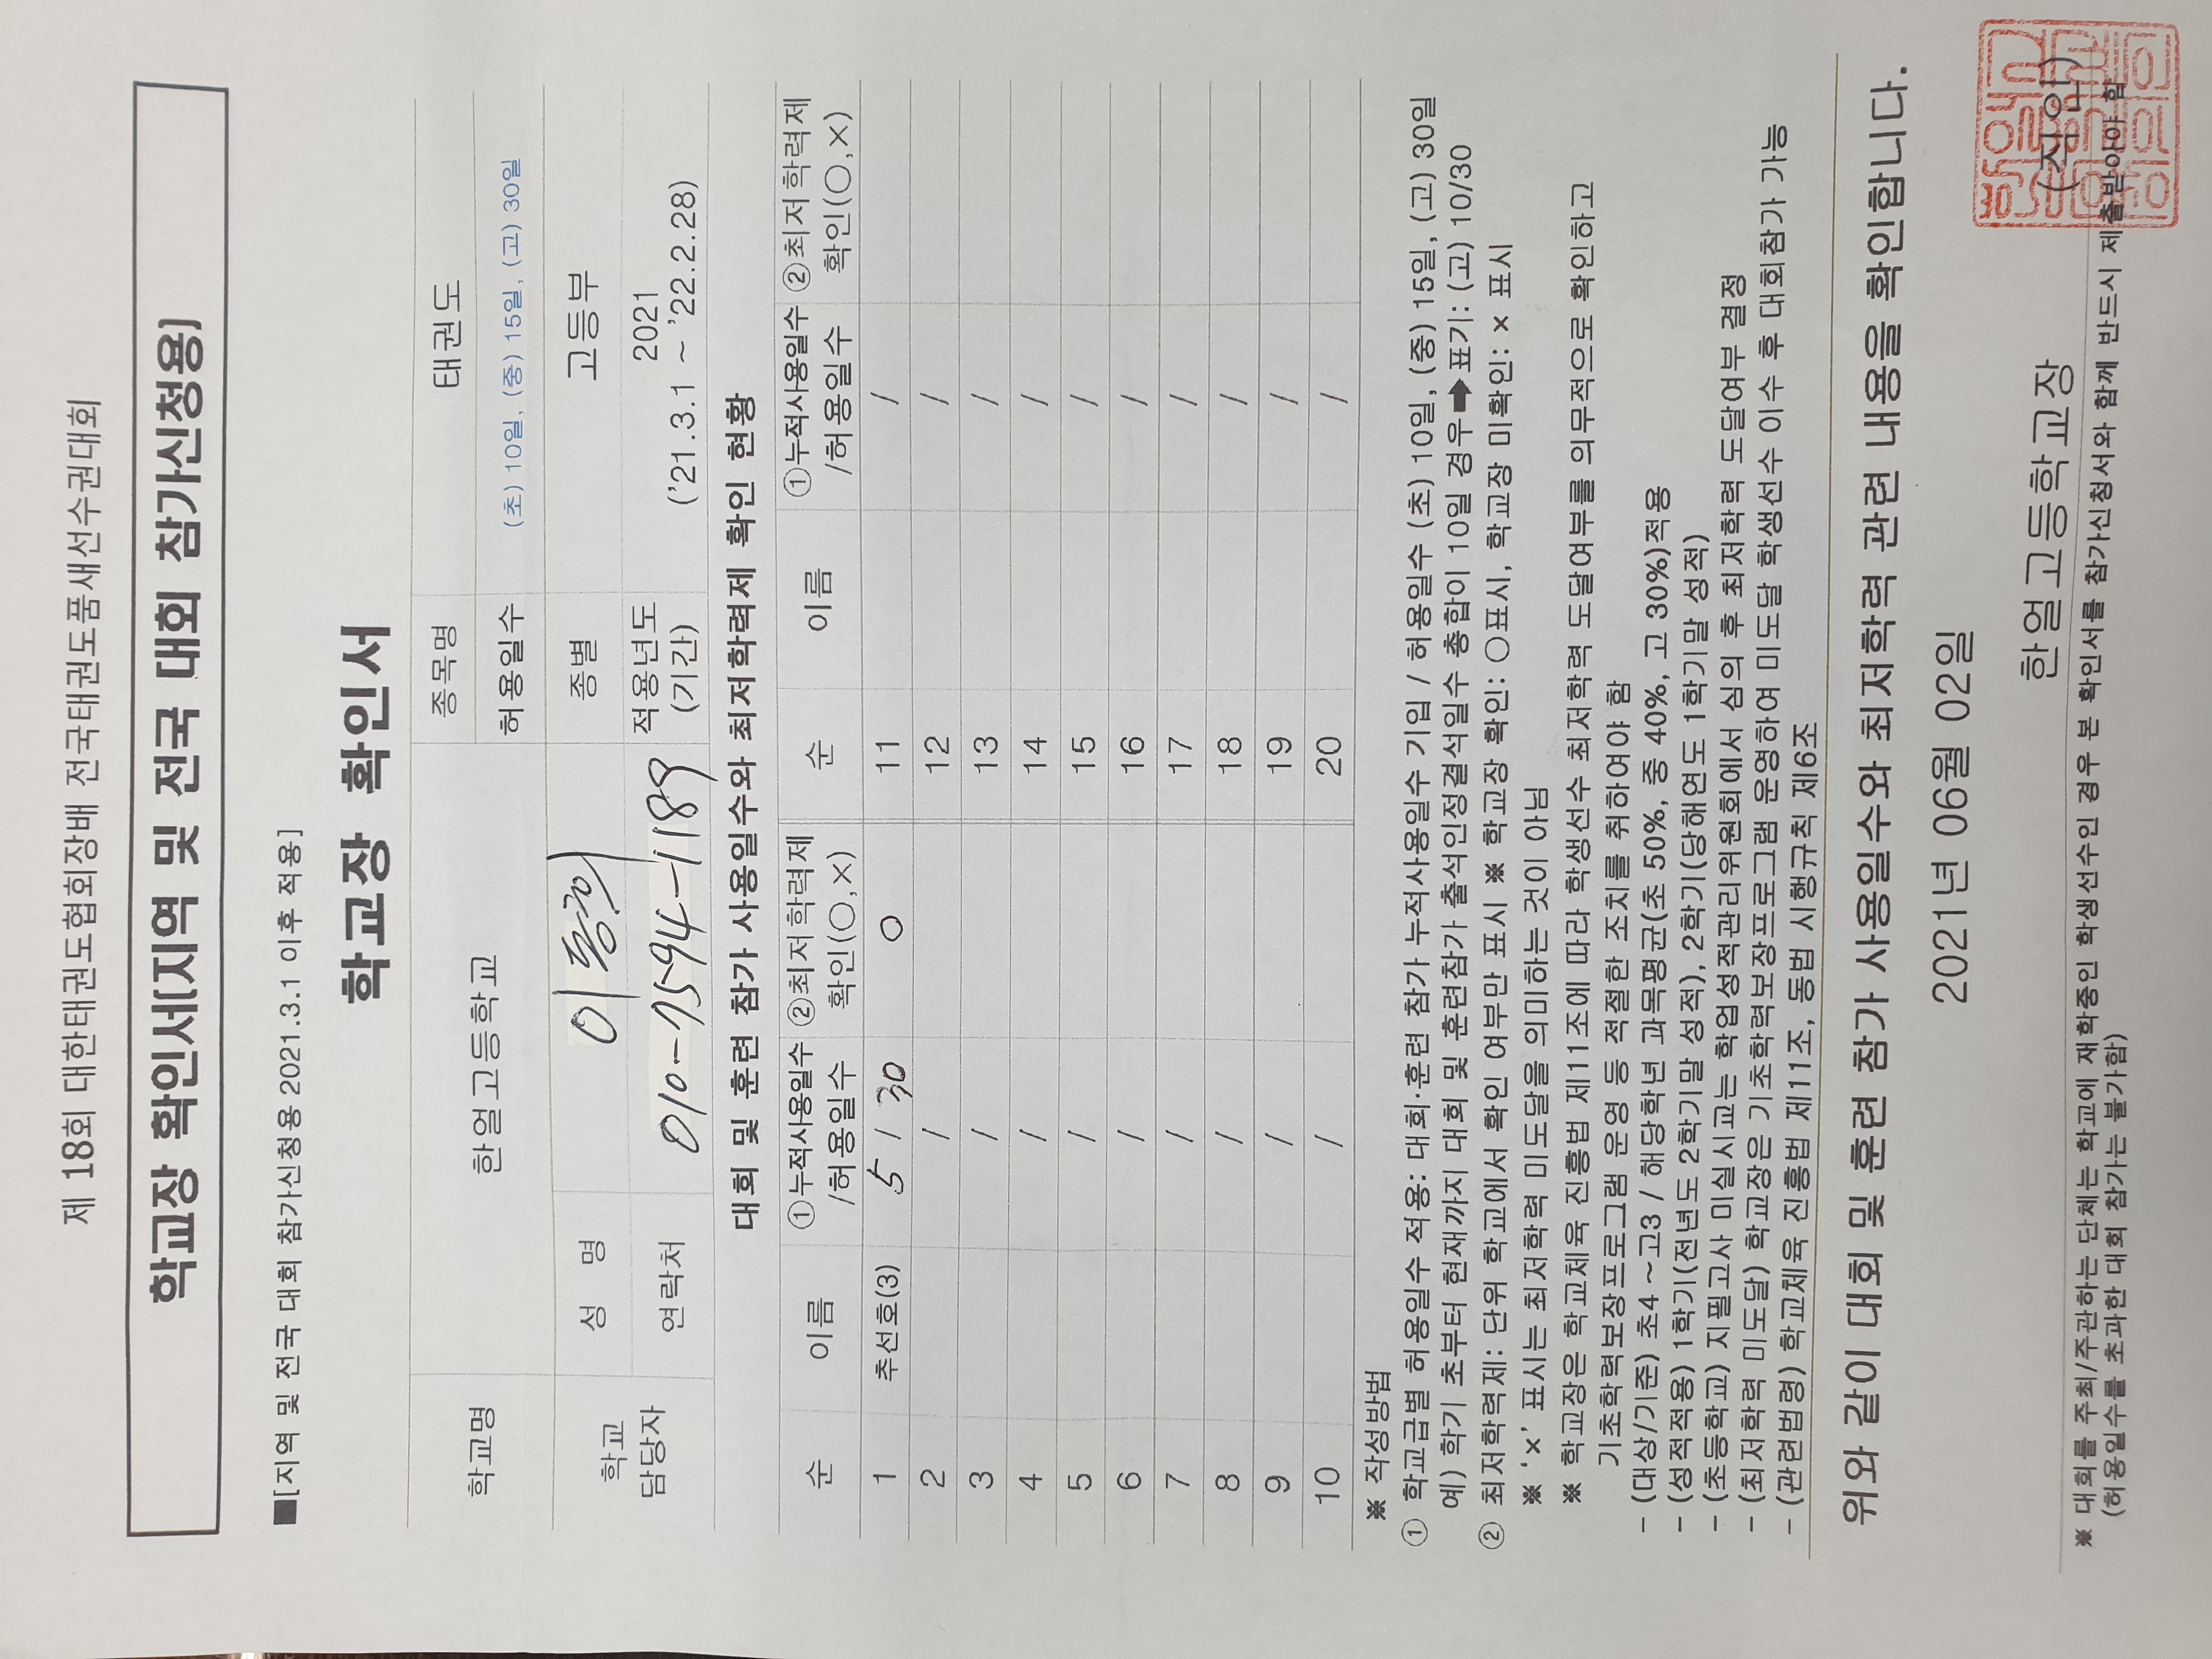 제 18회 대한태권도협회장배 전국태권도품새선수권대회
학교장 확인서[지역 및 전국 대회 참가신청용]
■[지역 및 전국 대회 참가신청용 2021.3.1 이후 적용]
학교장 확인서
학교명 한얼고등학교 종목명 태권도
허용일수 (초) 10일, (중) 15일, (고) 30일
학교 담당자 성 명 이 종별 고등부
연락처 010-7594-1189 적용년도 (기간) 2021 ('21.3.1 ~ '22.2.28)
대회 및 훈련 참가 사용일수와 최저학력제 확인 현황
순 이름 ①누적사용일수 /허용일수 ②최저학력제 확인(○,×) 순 이름 ①누적사용일수 /허용일수 ②최저학력제 확인(○,×)
1 추선호(3) 5 / 30 ○ 11 /
2 / 12 /
3 / 13 /
4 / 14 /
5 / 15 /
6 / 16 /
7 / 17 /
8 / 18 /
9 / 19 /
10 / 20 /
※ 작성방법
① 학교급별 허용일수 적용: 대회·훈련 참가 누적사용일수 기입 / 허용일수 (초) 10일, (중) 15일, (고) 30일
예) 학기 초부터 현재까지 대회 및 훈련참가 출석인정결석일수 총합이 10일 경우➡표기: (고) 10/30
② 최저학력제: 단위 학교에서 확인 여부만 표시 ※ 학교장 확인: ○표시, 학교장 미확인: × 표시
※ '×' 표시는 최저학력 미도달을 의미하는 것이 아님
※ 학교장은 학교체육 진흥법 제11조에 따라 학생선수 최저학력 도달여부를 의무적으로 확인하고
기초학력보장프로그램 운영 등 적절한 조치를 취하여야 함
- (대상/기준) 초4 ~고3 / 해당학년 과목평균(초 50%, 중 40%, 고 30%)적용
- (성적적용) 1학기(전년도 2학기말 성적), 2학기(당해연도 1학기말 성적)
- (초등학교) 지필고사 미실시교는 학업성적관리위원회에서 심의 후 최저학력 도달여부 결정
- (최저학력 미도달) 학교장은 기초학력보장프로그램 운영하여 미도달 학생선수 이수 후 대회참가 가능
- (관련법령) 학교체육 진흥법 제11조, 동법 시행규칙 제6조
위와 같이 대회 및 훈련 참가 사용일수와 최저학력 관련 내용을 확인합니다.
2021년 06월 02일
한얼고등학교장 (직인)
※ 대회를 주최/주관하는 단체는 학교에 재학중인 학생선수인 경우 본 확인서를 참가신청서와 함께 반드시 제출받아야 함
(허용일수를 초과한 대회 참가는 불가함)